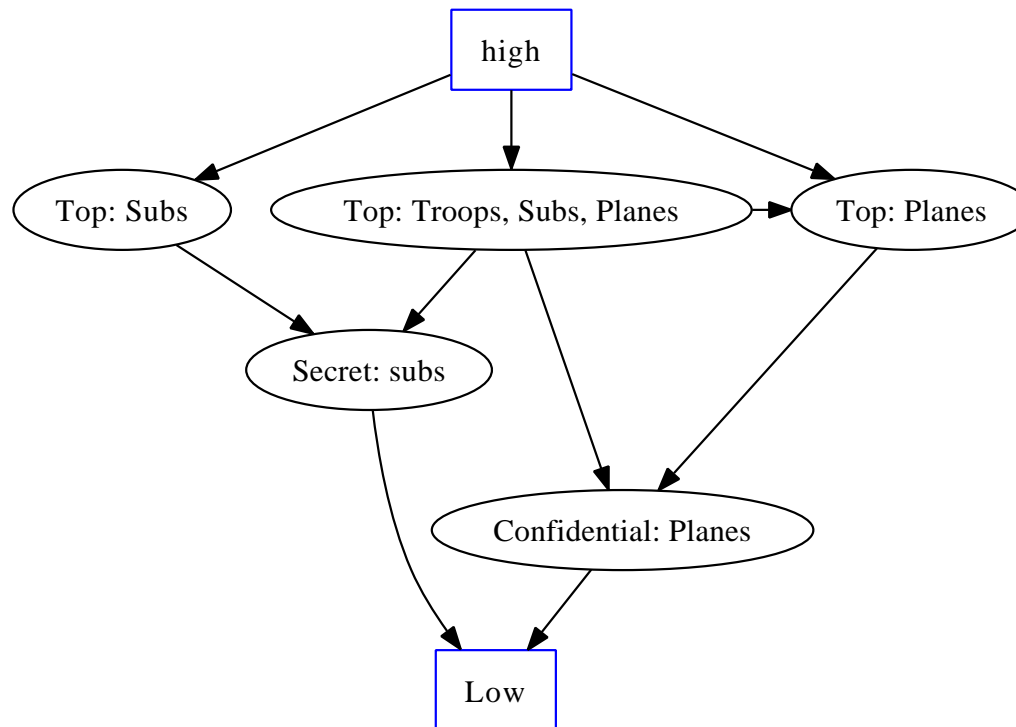 high
Top: Subs
Top: Troops, Subs, Planes
Top: Planes
Secret: subs
Confidential: Planes
Low